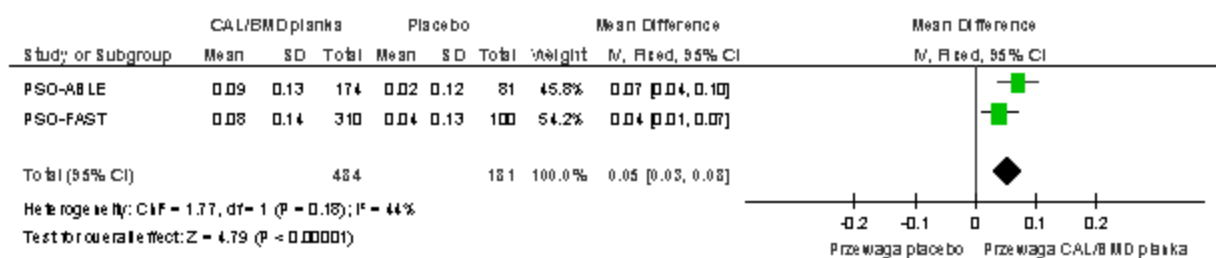 CAL/BMD pianka Placebo Mean Difference Mean Difference
Study or Subgroup Mean SD Total Mean SD Total Weight IV, Fixed, 95% CI IV, Fixed, 95% CI
PSO-ABLE 0.09 0.13 174 0.02 0.12 81 45.8% 0.07 [0.04, 0.10]
PSO-FAST 0.08 0.14 310 0.04 0.13 100 54.2% 0.04 [0.01, 0.07]
Total (95% CI) 484 181 100.0% 0.05 [0.03, 0.08]
Heterogeneity: Chi² = 1.77, df = 1 (P = 0.18); I² = 44%
Test for overall effect: Z = 4.79 (P < 0.00001)
-0.2 -0.1 0 0.1 0.2
Przewaga placebo Przewaga CAL/BMD pianka